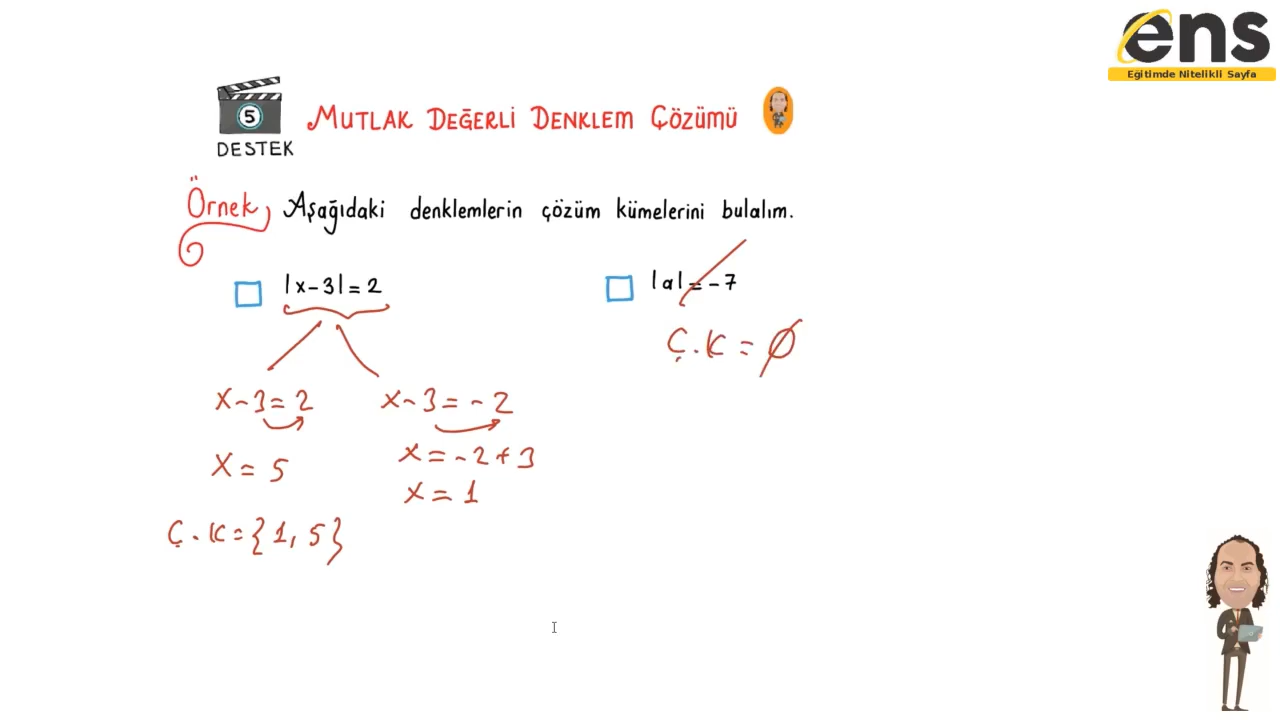 ens
Eğitimde Nitelikli Sayfa
5
DESTEK
MUTLAK DEĞERLİ DENKLEM ÇÖZÜMÜ
Örnek, Aşağıdaki denklemlerin çözüm kümelerini bulalım.
|x-3|=2
|a|=-7
Ç.K=∅
x-3=2
x-3=-2
x=5
x=-2+3
x=1
Ç.K={1,5}